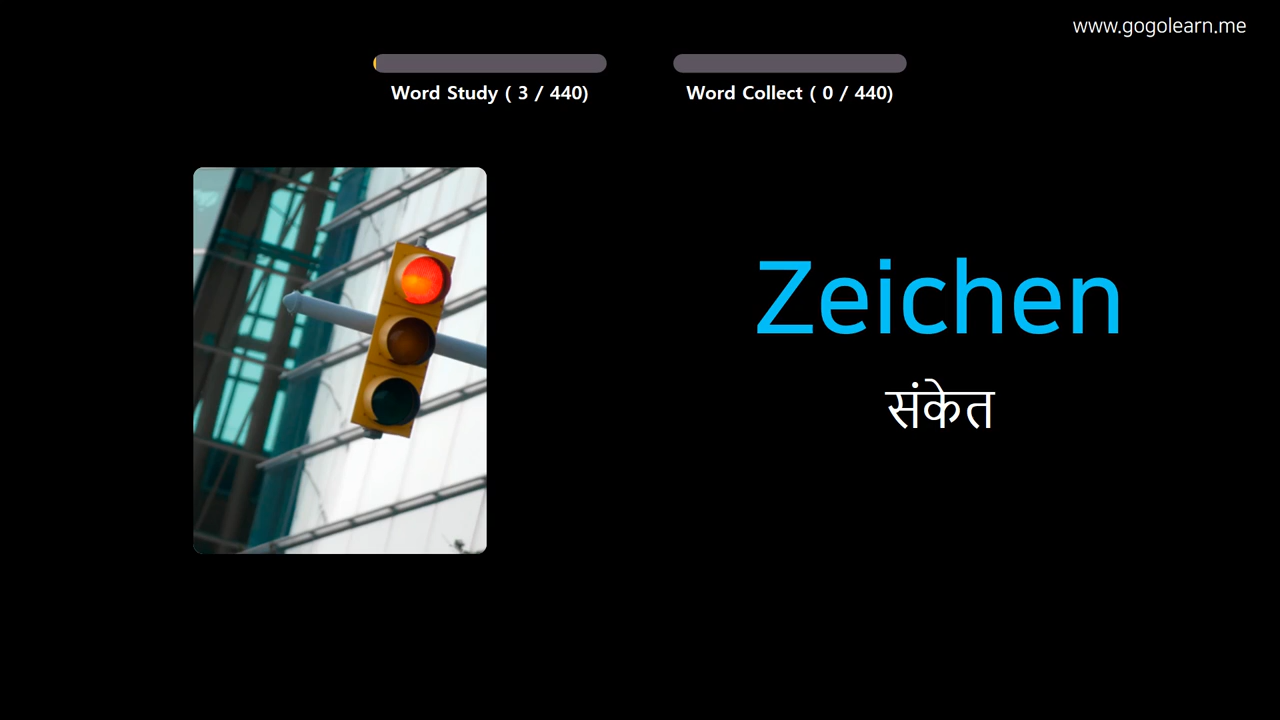 www.gogolearn.me
Word Study ( 3 / 440)
Word Collect ( 0 / 440)
Zeichen
संकेत